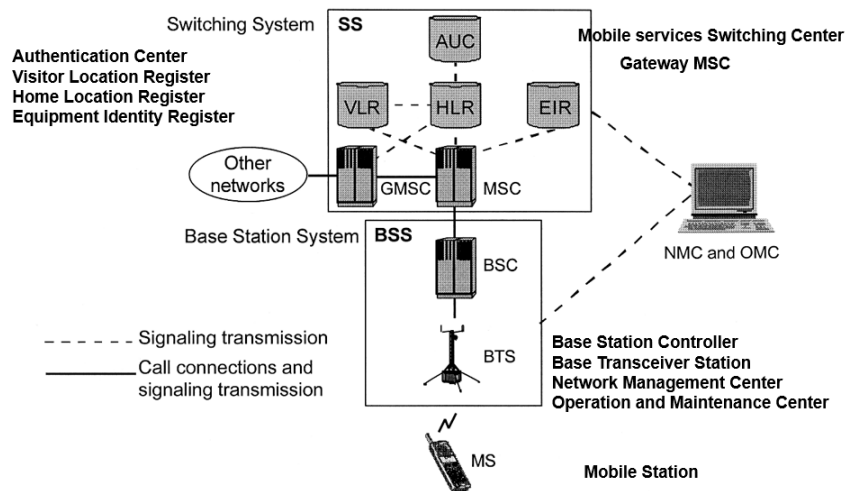 Switching System
SS
AUC
Mobile services Switching Center
Gateway MSC
Authentication Center
Visitor Location Register
Home Location Register
Equipment Identity Register
VLR
HLR
EIR
Other
networks
GMSC
MSC
Base Station System
BSS
BSC
NMC and OMC
Signaling transmission
Call connections and
signaling transmission
BTS
Base Station Controller
Base Transceiver Station
Network Management Center
Operation and Maintenance Center
MS
Mobile Station